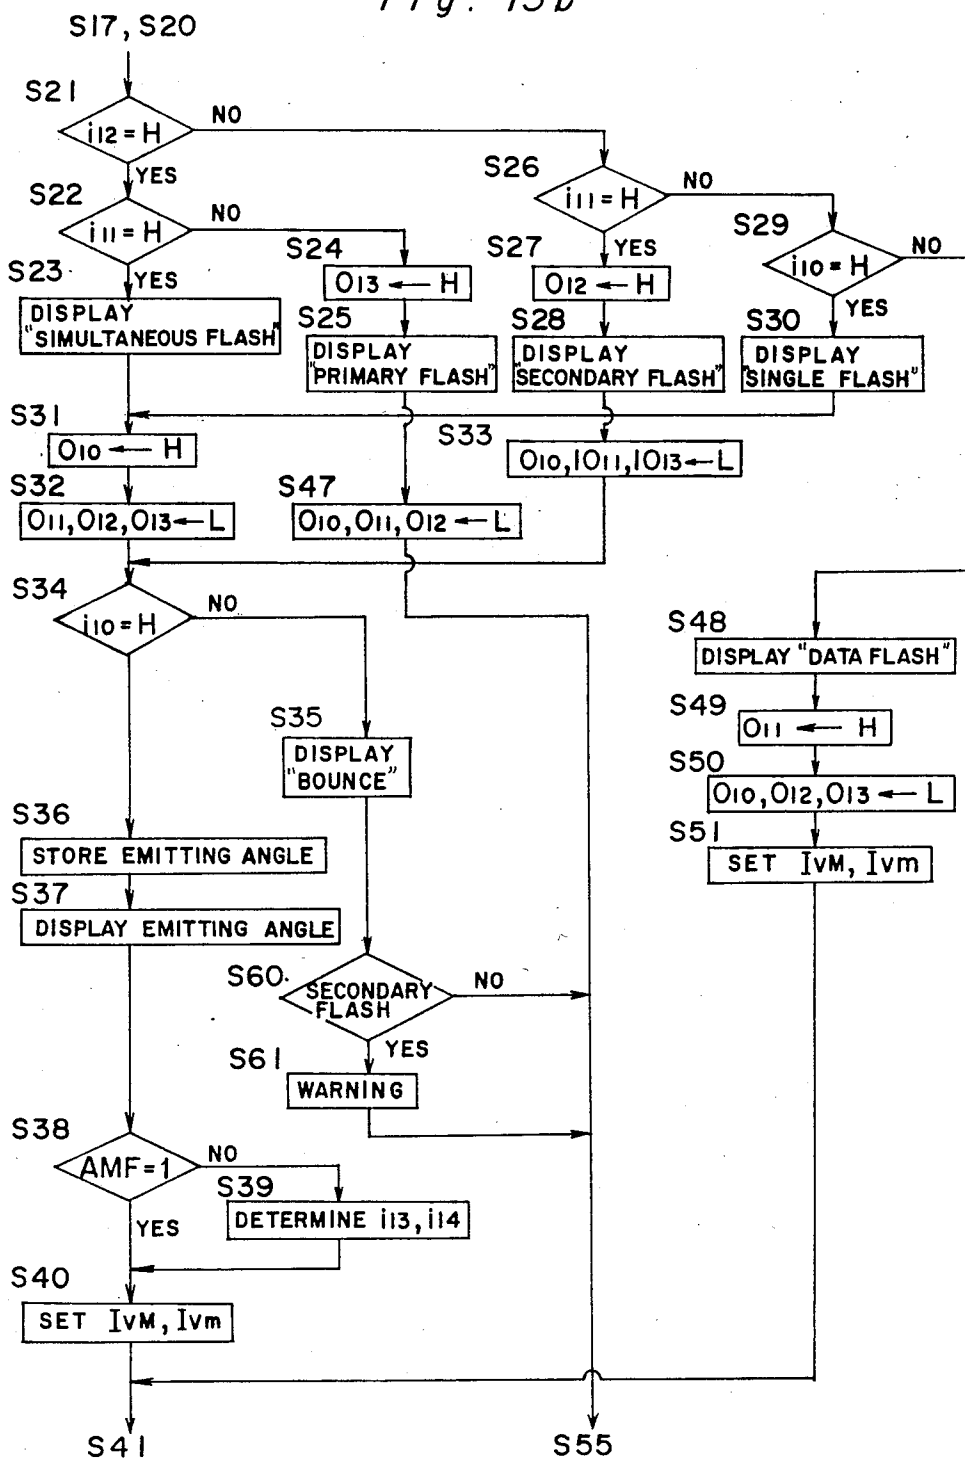 Fig. 13b
S17, S20
S21
i12 = H
NO
YES
S22
i11 = H
NO
YES
S23
DISPLAY
"SIMULTANEOUS FLASH"
S24
O13 ← H
S25
DISPLAY
"PRIMARY FLASH"
S26
i11 = H
NO
YES
S27
O12 ← H
S28
DISPLAY
"SECONDARY FLASH"
S29
i10 = H
NO
YES
S30
DISPLAY
"SINGLE FLASH"
S31
O10 ← H
S32
O11, O12, O13 ← L
S33
O10, IO11, IO13 ← L
S47
O10, O11, O12 ← L
S34
i10 = H
NO
S35
DISPLAY
"BOUNCE"
S48
DISPLAY "DATA FLASH"
S49
O11 ← H
S50
O10, O12, O13 ← L
S51
SET IvM, Ivm
S36
STORE EMITTING ANGLE
S37
DISPLAY EMITTING ANGLE
S60
SECONDARY
FLASH
NO
YES
S61
WARNING
S38
AMF = 1
NO
YES
S39
DETERMINE i13, i14
S40
SET IvM, Ivm
S41
S55